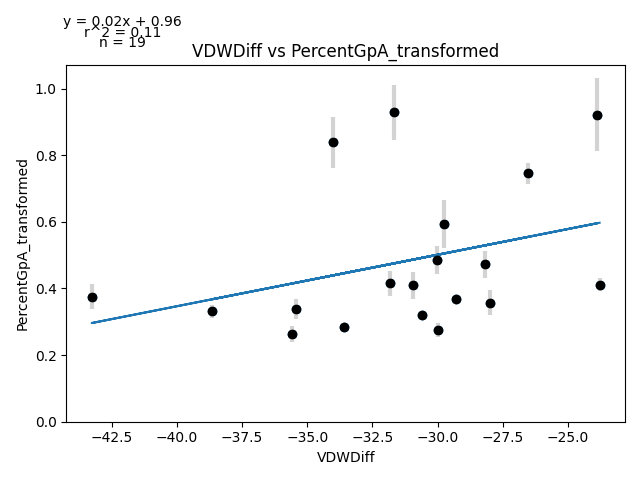 y = 0.02x + 0.96
r^2 = 0.11
n = 19
VDWDiff vs PercentGpA_transformed
1.0
0.8
0.6
0.4
0.2
0.0
PercentGpA_transformed
−42.5 −40.0 −37.5 −35.0 −32.5 −30.0 −27.5 −25.0
VDWDiff